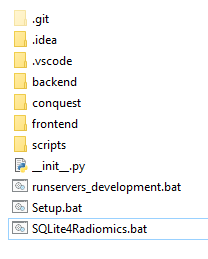 .git
.idea
.vscode
backend
conquest
frontend
scripts
__init__.py
runservers_development.bat
Setup.bat
SQLite4Radiomics.bat